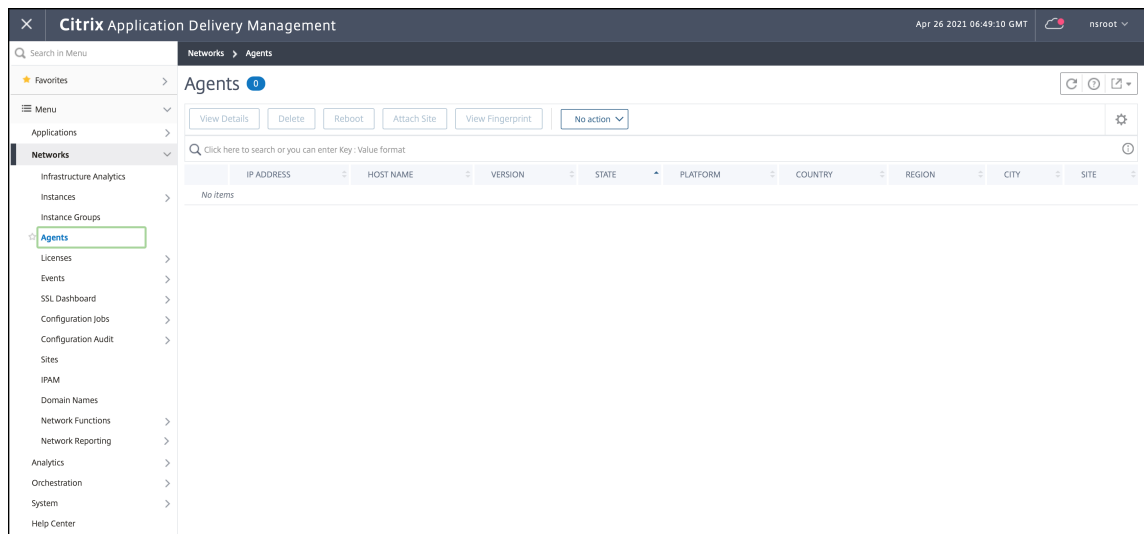 Citrix Application Delivery Management
Apr 26 2021 06:49:10 GMT
nsroot
Search in Menu
Networks > Agents
Favorites
Agents 0
Menu
View Details Delete Reboot Attach Site View Fingerprint No action
Applications
Networks
Click here to search or you can enter Key : Value format
IP ADDRESS HOST NAME VERSION STATE PLATFORM COUNTRY REGION CITY SITE
No items
Infrastructure Analytics
Instances
Instance Groups
Agents
Licenses
Events
SSL Dashboard
Configuration Jobs
Configuration Audit
Sites
IPAM
Domain Names
Network Functions
Network Reporting
Analytics
Orchestration
System
Help Center